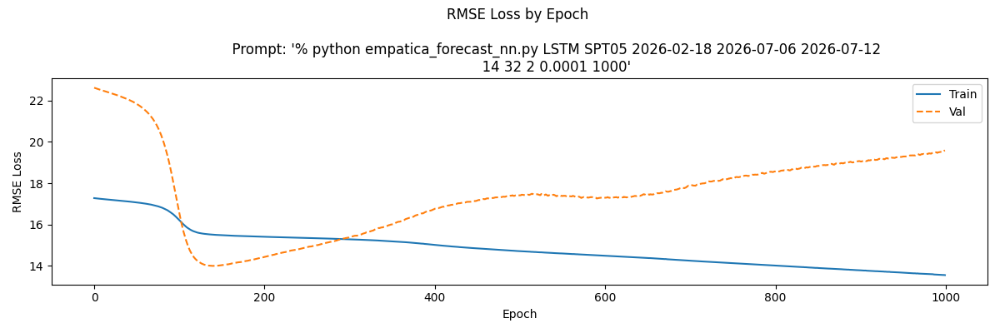 RMSE Loss by Epoch
Prompt: '% python empatica_forecast_nn.py LSTM SPT05 2026-02-18 2026-07-06 2026-07-12
14 32 2 0.0001 1000'
Train
Val
22
20
18
16
14
RMSE Loss
0
200
400
600
800
1000
Epoch